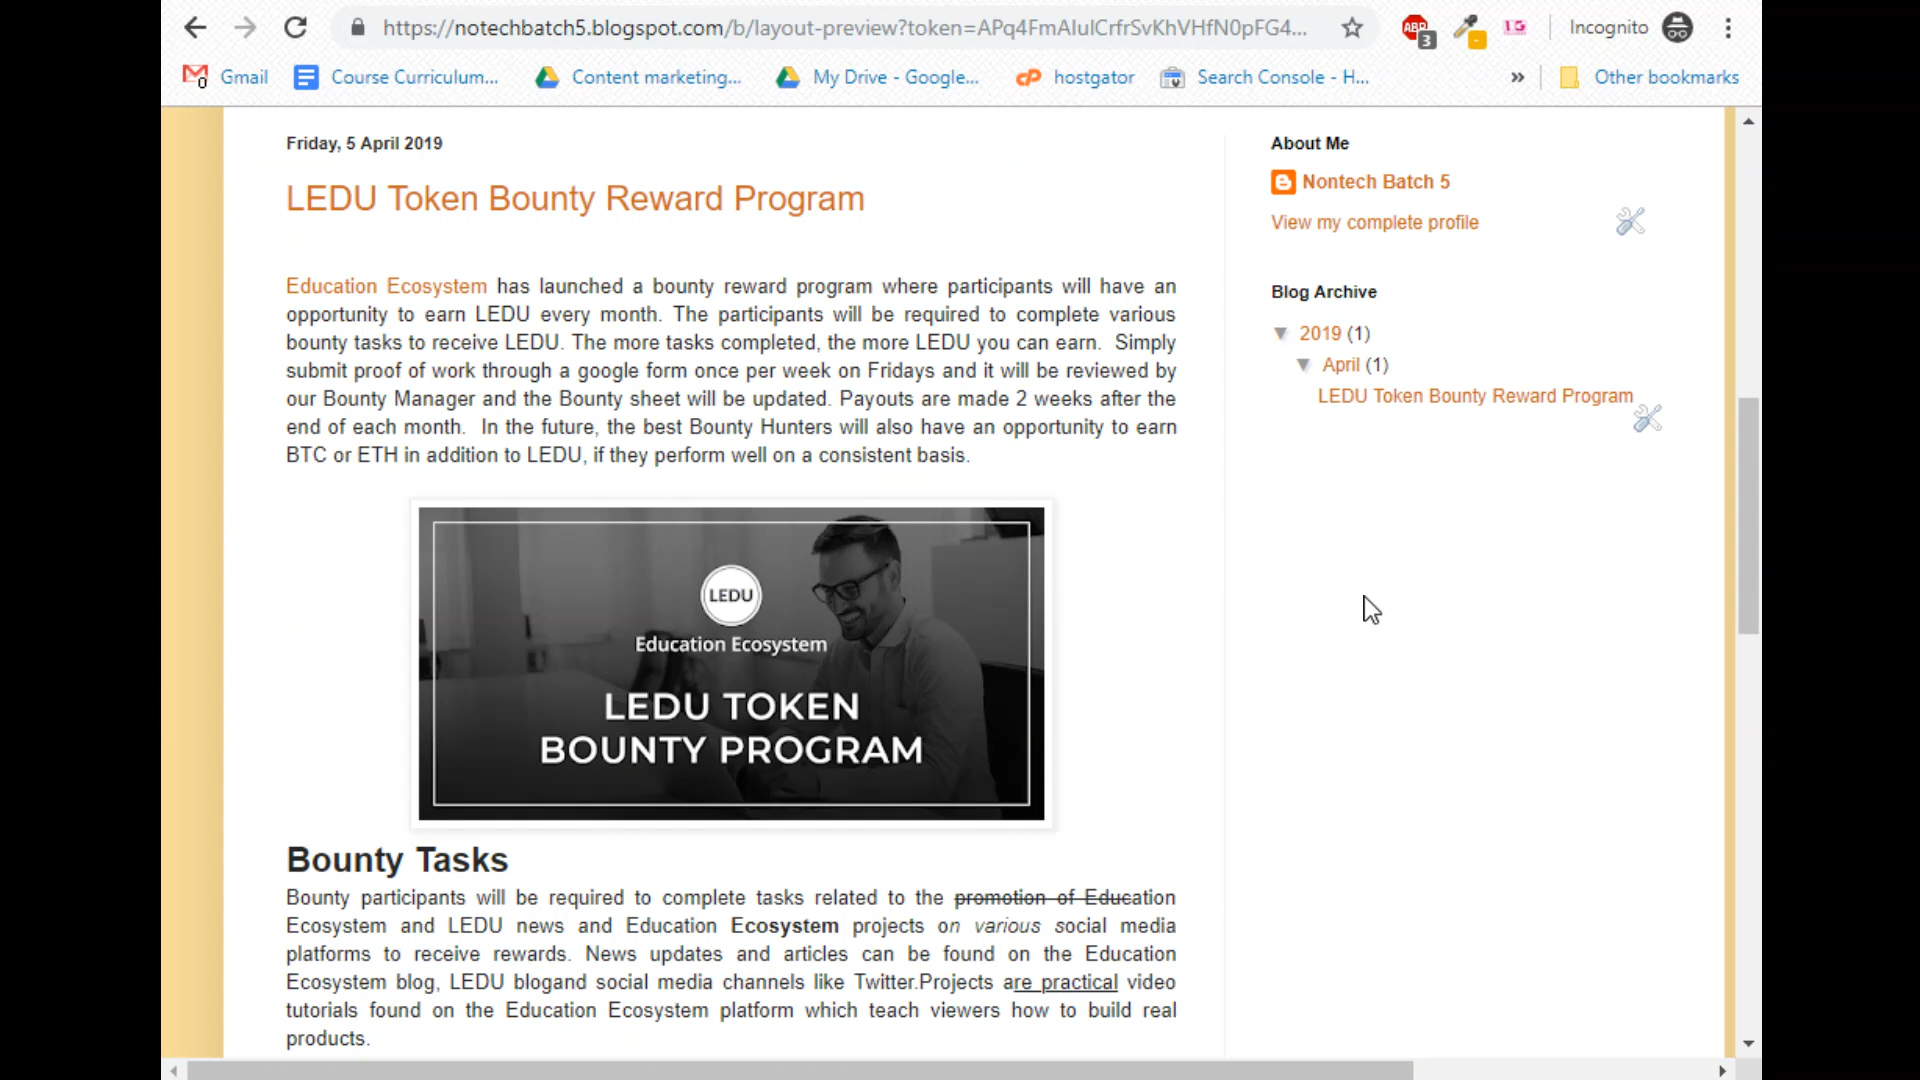 https://notechbatch5.blogspot.com/b/layout-preview?token=APq4FmAIulCrfrSvKhVHfN0pFG4...
ABP
3
Incognito
0
Gmail
Course Curriculum...
Content marketing...
My Drive - Google...
cP
hostgator
Search Console - H...
»
Other bookmarks
Friday, 5 April 2019
LEDU Token Bounty Reward Program
Education Ecosystem has launched a bounty reward program where participants will have an
opportunity to earn LEDU every month. The participants will be required to complete various
bounty tasks to receive LEDU. The more tasks completed, the more LEDU you can earn.  Simply
submit proof of work through a google form once per week on Fridays and it will be reviewed by
our Bounty Manager and the Bounty sheet will be updated. Payouts are made 2 weeks after the
end of each month.  In the future, the best Bounty Hunters will also have an opportunity to earn
BTC or ETH in addition to LEDU, if they perform well on a consistent basis.
LEDU
Education Ecosystem
LEDU TOKEN
BOUNTY PROGRAM
Bounty Tasks
Bounty participants will be required to complete tasks related to the promotion of Education
Ecosystem and LEDU news and Education Ecosystem projects on various social media
platforms to receive rewards. News updates and articles can be found on the Education
Ecosystem blog, LEDU blogand social media channels like Twitter.Projects are practical video
tutorials found on the Education Ecosystem platform which teach viewers how to build real
products.
About Me
Nontech Batch 5
View my complete profile
Blog Archive
▼ 2019 (1)
▼ April (1)
LEDU Token Bounty Reward Program